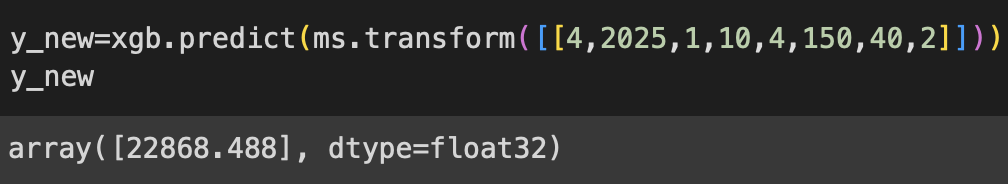 y_new=xgb.predict(ms.transform([[4,2025,1,10,4,150,40,2]]))
y_new
array([22868.488], dtype=float32)